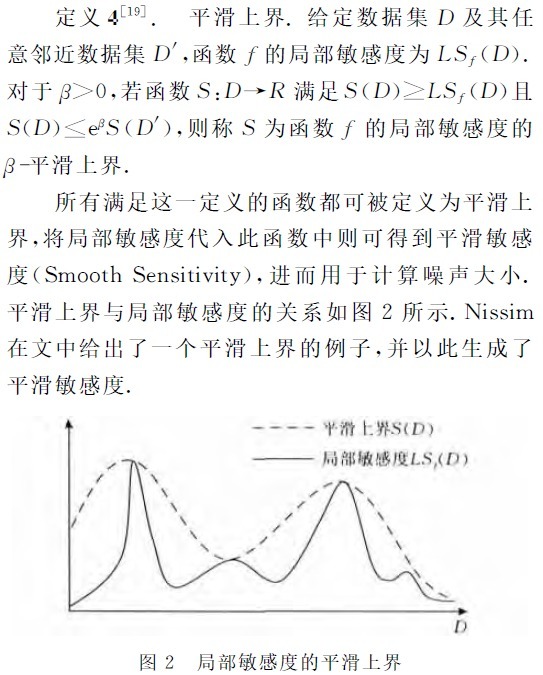 定义 4[19]. 平滑上界. 给定数据集 D 及其任
意邻近数据集 D′,函数 f 的局部敏感度为 LSf(D).
对于 β>0,若函数 S:D→R 满足 S(D)≥LSf(D)且
S(D)≤eβS(D′),则称 S 为函数 f 的局部敏感度的
β-平滑上界.
所有满足这一定义的函数都可被定义为平滑上
界,将局部敏感度代入此函数中则可得到平滑敏感
度(Smooth Sensitivity),进而用于计算噪声大小.
平滑上界与局部敏感度的关系如图 2 所示. Nissim
在文中给出了一个平滑上界的例子,并以此生成了
平滑敏感度.
平滑上界S(D)
局部敏感度LSf(D)
D
图 2 局部敏感度的平滑上界